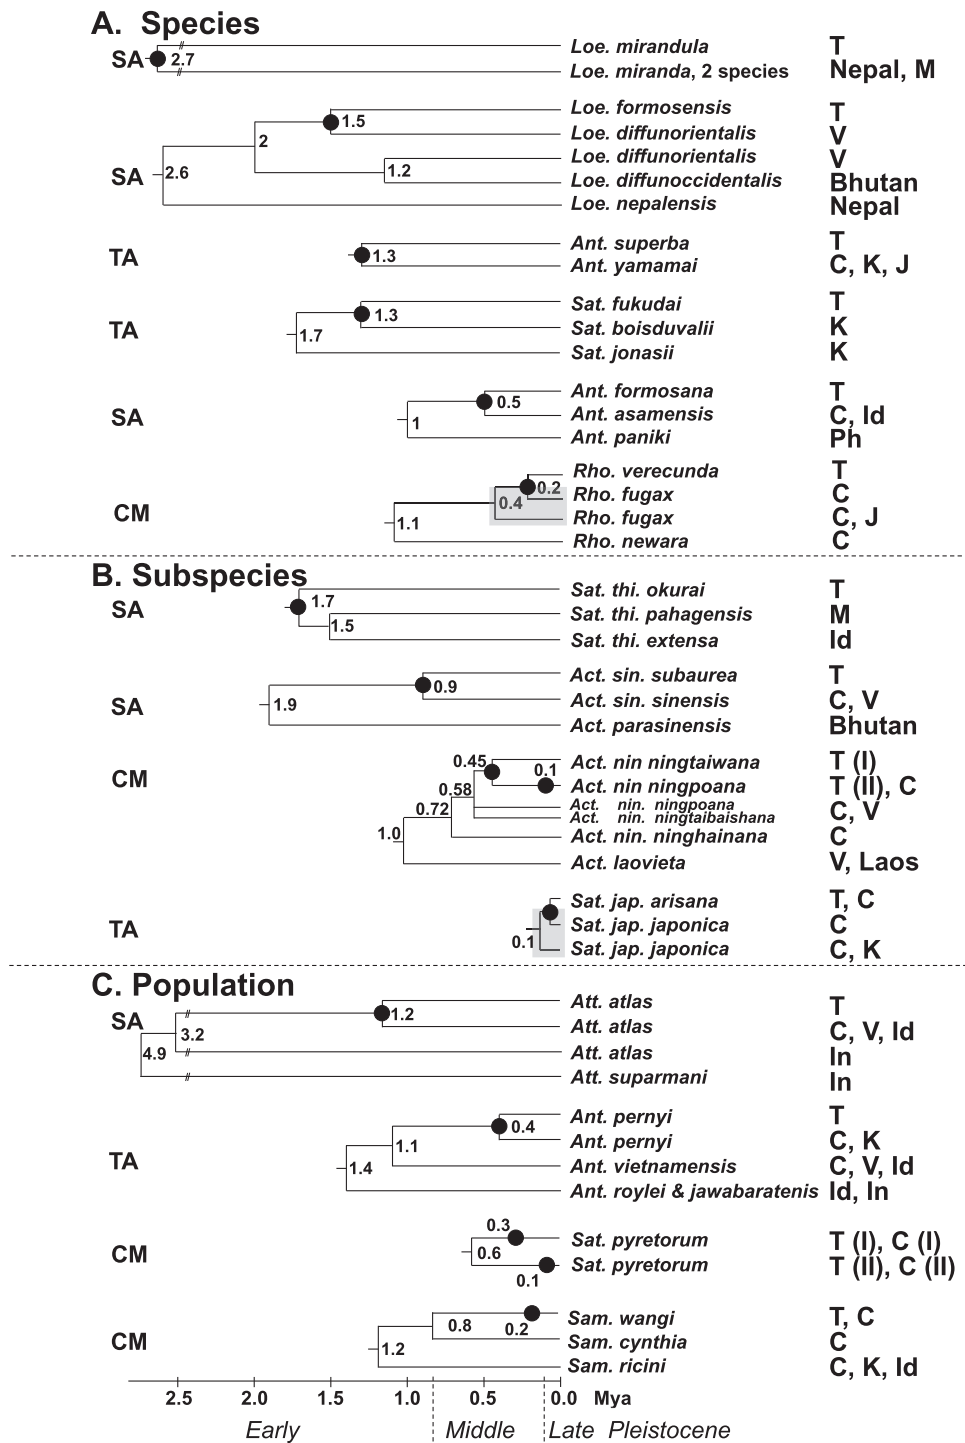 A. Species
Loe. mirandula T
SA 2.7
Loe. miranda, 2 species Nepal, M
Loe. formosensis T
1.5
Loe. diffunorientalis V
2
Loe. diffunorientalis V
SA 2.6 1.2
Loe. diffunoccidentalis Bhutan
Loe. nepalensis Nepal
Ant. superba T
TA 1.3
Ant. yamamai C, K, J
Sat. fukudai T
1.3
TA 1.7 Sat. boisduvalii K
Sat. jonasii K
Ant. formosana T
0.5
SA 1 Ant. asamensis C, Id
Ant. paniki Ph
Rho. verecunda T
0.2
Rho. fugax C
0.4
CM 1.1 Rho. fugax C, J
Rho. newara C
B. Subspecies
Sat. thi. okurai T
SA 1.7
Sat. thi. pahagensis M
1.5
Sat. thi. extensa Id
Act. sin. subaurea T
0.9
SA 1.9 Act. sin. sinensis C, V
Act. parasinensis Bhutan
0.45 Act. nin ningtaiwana T (I)
CM 0.1
0.58 Act. nin ningpoana T (II), C
Act. nin. ningpoana C, V
0.72 Act. nin. ningtaibaishana
1.0 Act. nin. ninghainana C
Act. laovieta V, Laos
Sat. jap. arisana T, C
TA Sat. jap. japonica C
0.1 Sat. jap. japonica C, K
C. Population
Att. atlas T
SA 1.2
3.2 Att. atlas C, V, Id
4.9 Att. atlas In
Att. suparmani In
Ant. pernyi T
0.4
Ant. pernyi C, K
1.1
TA 1.4 Ant. vietnamensis C, V, Id
Ant. roylei & jawabaratenis Id, In
0.3
Sat. pyretorum T (I), C (I)
CM 0.6
Sat. pyretorum T (II), C (II)
0.1
Sam. wangi T, C
0.8 0.2
CM 1.2 Sam. cynthia C
Sam. ricini C, K, Id
2.5 2.0 1.5 1.0 0.5 0.0 Mya
Early Middle Late Pleistocene